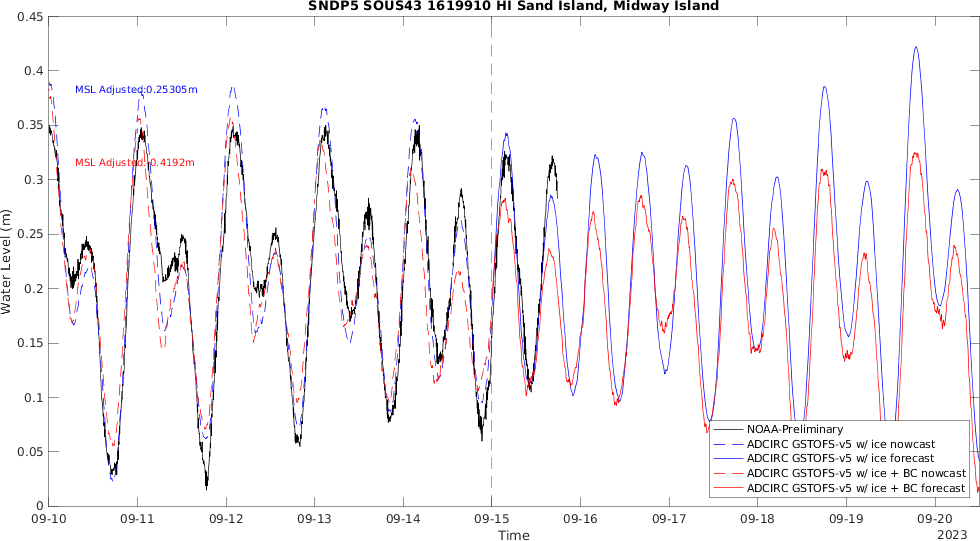 SNDP5 SOUS43 1619910 HI Sand Island, Midway Island
0.45
0.4
0.35
0.3
0.25
0.2
0.15
0.1
0.05
0
Water Level (m)
MSL Adjusted:0.25305m
MSL Adjusted:-0.4192m
NOAA-Preliminary
ADCIRC GSTOFS-v5 w/ ice nowcast
ADCIRC GSTOFS-v5 w/ ice forecast
ADCIRC GSTOFS-v5 w/ ice + BC nowcast
ADCIRC GSTOFS-v5 w/ ice + BC forecast
09-10 09-11 09-12 09-13 09-14 09-15 09-16 09-17 09-18 09-19 09-20
Time
2023